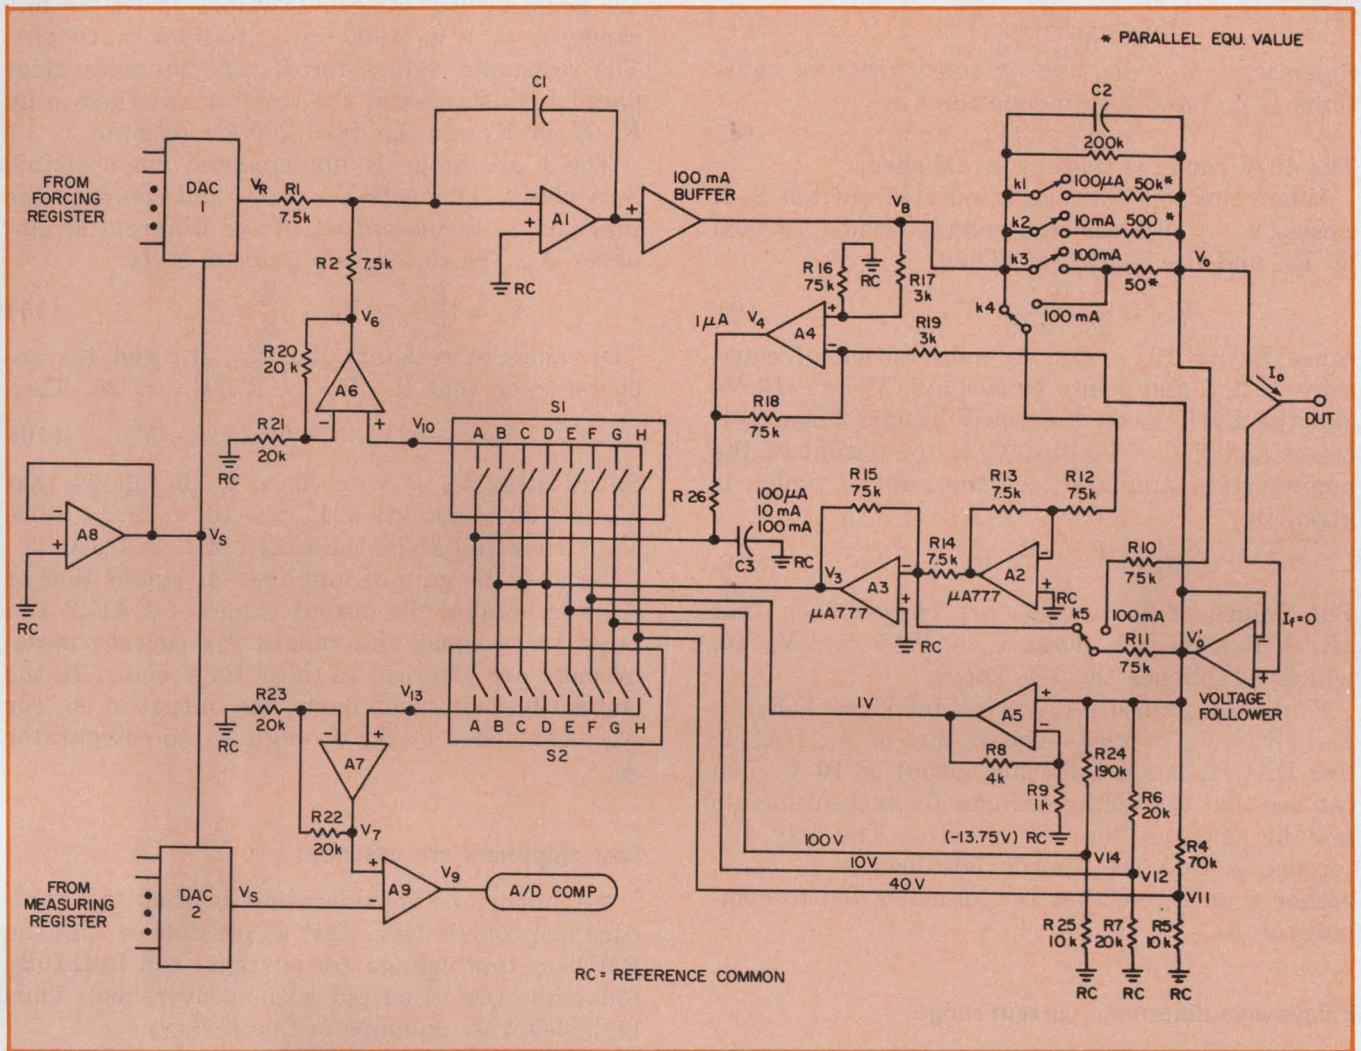 * PARALLEL EQU. VALUE
C1
C2
200k
FROM
FORCING
REGISTER
DAC
1
VR
R1
7.5k
A1
100 mA
BUFFER
RC
k1
100μA
50k*
k2
10mA
500 *
k3
100mA
50*
k4
100 mA
VB
Vo
R2
7.5k
R16
75k
RC
R17
3k
1μA
V4
A4
R19
3k
Io
DUT
V6
R20
20 k
A6
R21
20k
RC
V10
S1
A B C D E F G H
R18
75k
R 26
100μA
10 mA
100 mA
C3
RC
R15
75k
R13
7.5k
R12
75k
R14
7.5k
A2
μA777
RC
V3
A3
μA777
RC
R10
75k
100mA
k5
R11
75k
Vo'
If=0
VOLTAGE
FOLLOWER
A8
RC
VS
R23
20k
RC
V13
A7
R22
20k
V7
A B C D E F G H
S2
1V
A5
R8
4k
R9
1k
(-13.75V) RC
R24
190k
R6
20k
R4
70k
100V
V14
10V
V12
40V
V11
R25
10k
R7
20k
R5
10k
RC
RC
RC
FROM
MEASURING
REGISTER
DAC
2
VS
A9
V9
A/D COMP
RC = REFERENCE COMMON